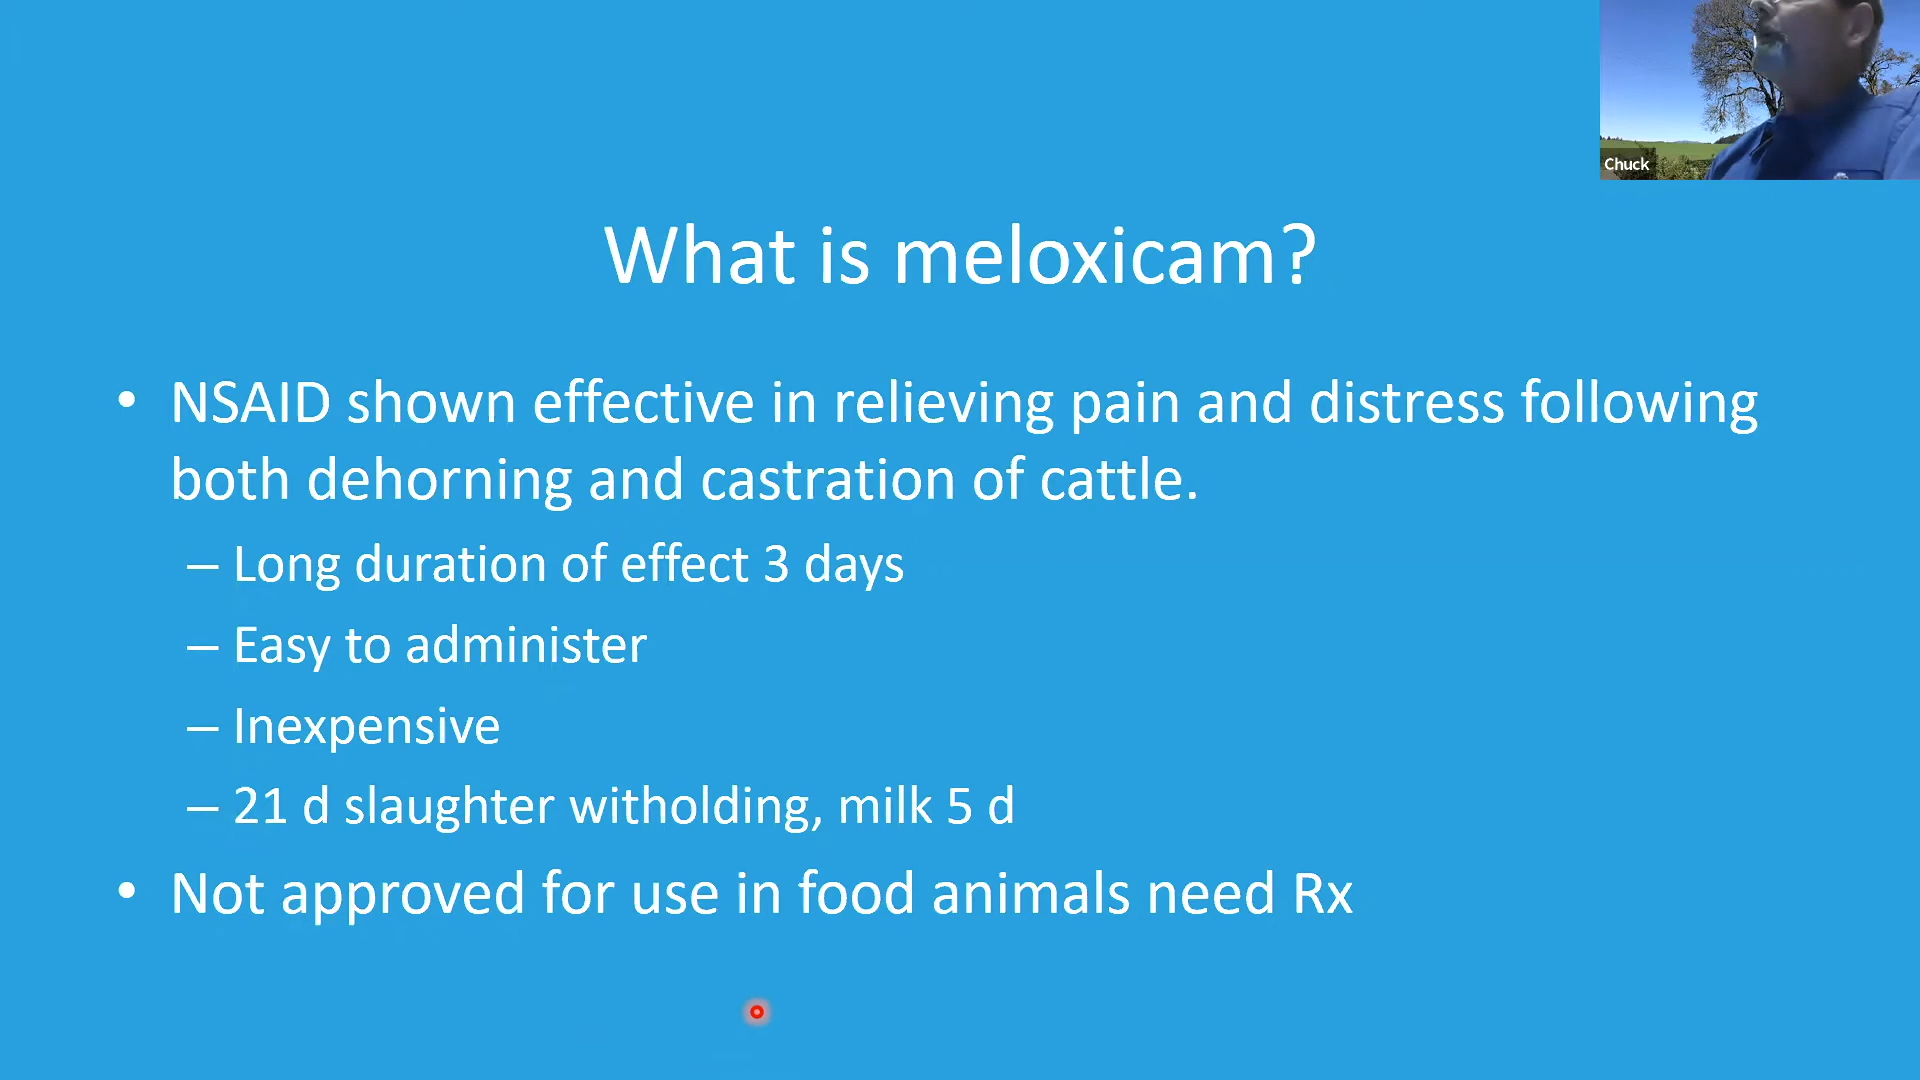 Chuck
What is meloxicam?
• NSAID shown effective in relieving pain and distress following
both dehorning and castration of cattle.
– Long duration of effect 3 days
– Easy to administer
– Inexpensive
– 21 d slaughter witholding, milk 5 d
• Not approved for use in food animals need Rx